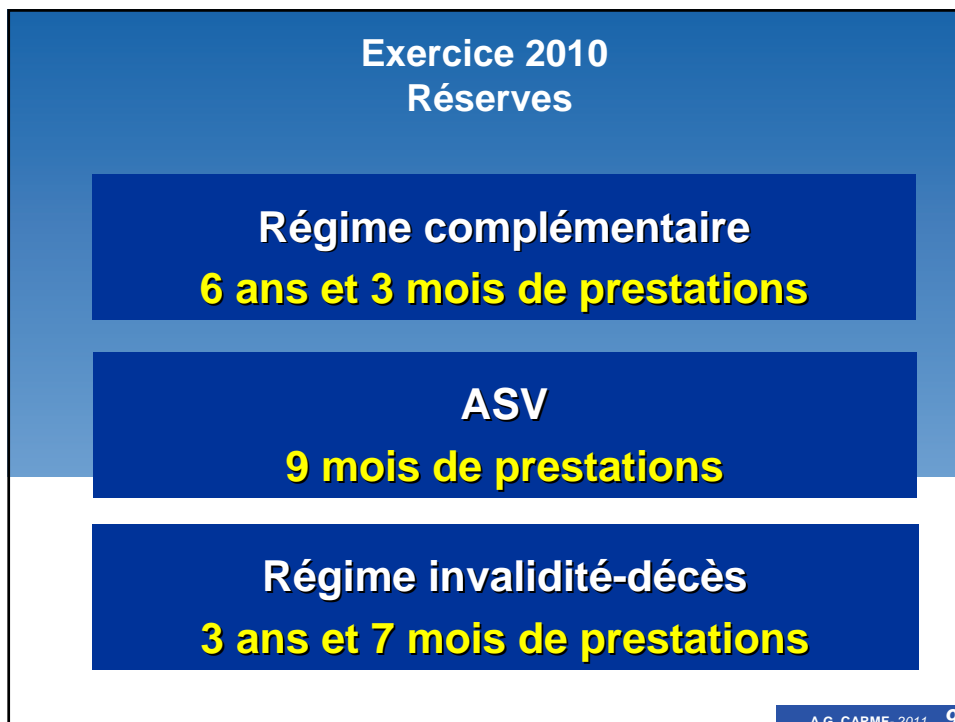 Exercice 2010
Réserves
Régime complémentaire
6 ans et 3 mois de prestations
ASV
9 mois de prestations
Régime invalidité-décès
3 ans et 7 mois de prestations
A.G. CARMF- 2011